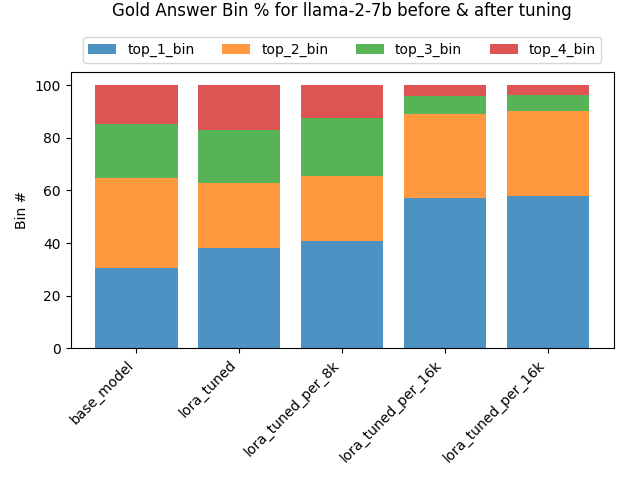 Gold Answer Bin % for llama-2-7b before & after tuning
top_1_bin top_2_bin top_3_bin top_4_bin
100
80
60
40
20
0
Bin #
base_model
lora_tuned
lora_tuned_per_8k
lora_tuned_per_16k
lora_tuned_per_16k